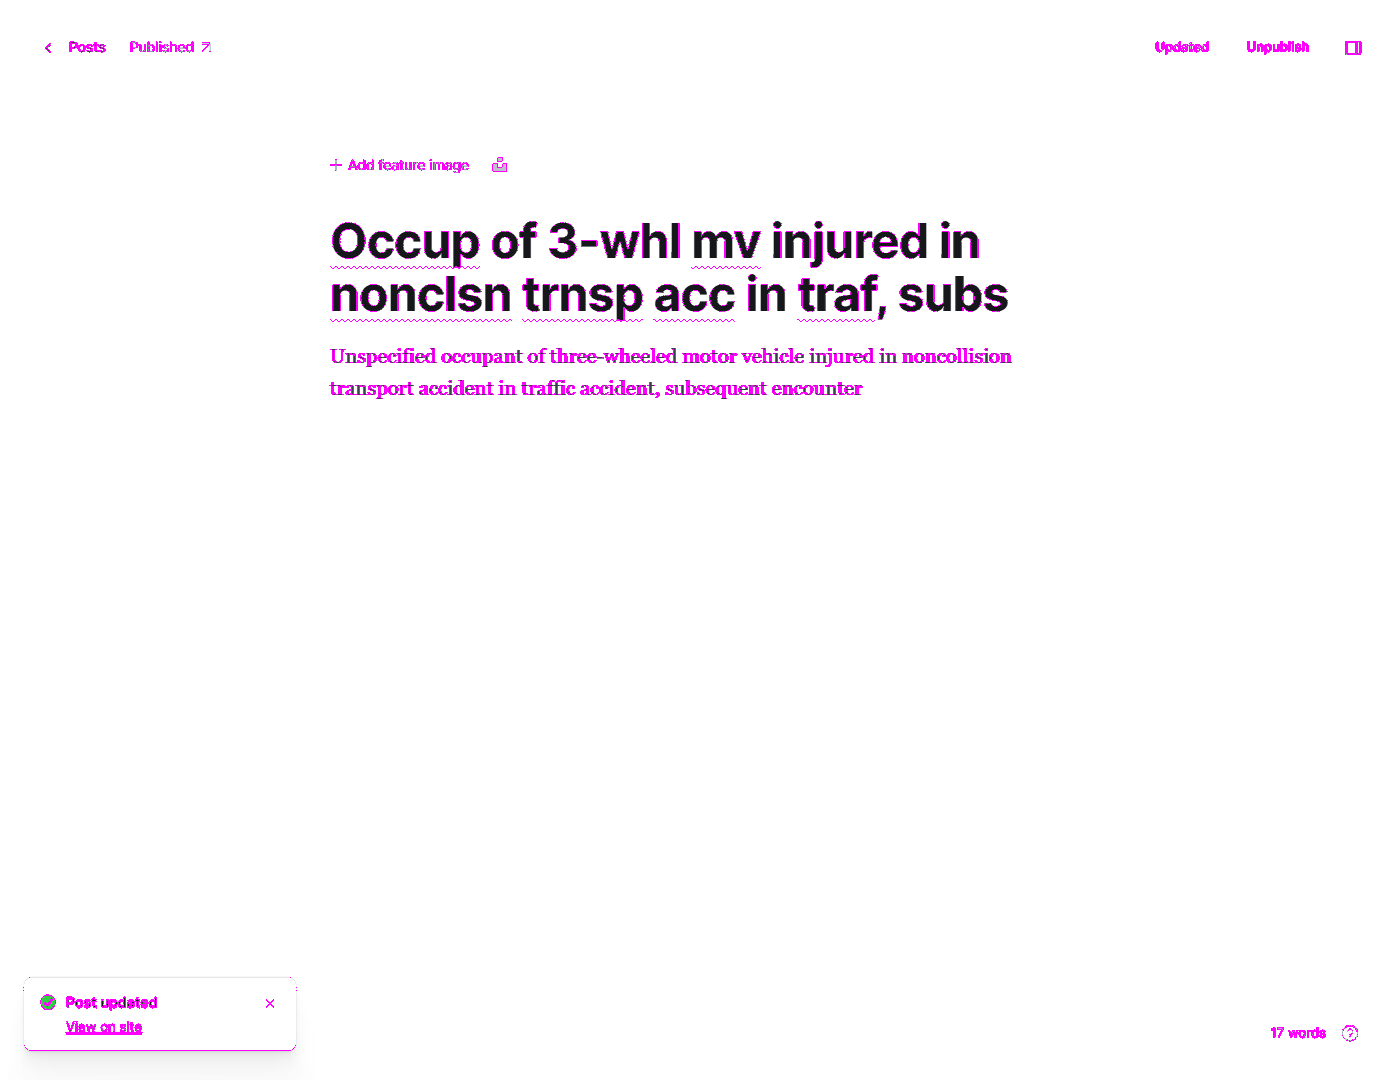 Posts Published
Updated Unpublish
Add feature image
Occup of 3-whl mv injured in
nonclsn trnsp acc in traf, subs
Unspecified occupant of three-wheeled motor vehicle injured in noncollision
transport accident in traffic accident, subsequent encounter
Post updated
View on site
17 words